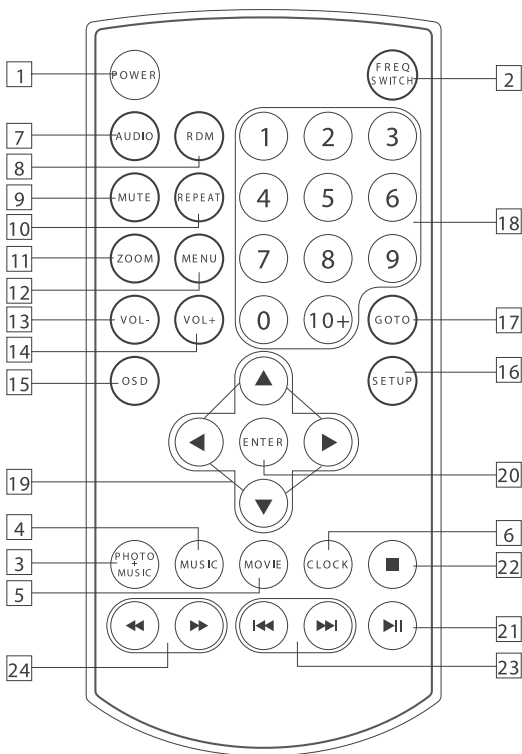 1 POWER FREQ SWITCH 2
7 AUDIO RDM 1 2 3
8
9 MUTE REPEAT 4 5 6
10 18
11 ZOOM MENU 7 8 9
12
13 VOL- VOL+ 0 10+ GOTO 17
14
15 OSD SETUP 16
ENTER
19 20
4 6
3 PHOTO + MUSIC MUSIC MOVIE CLOCK 22
5
21
24 23